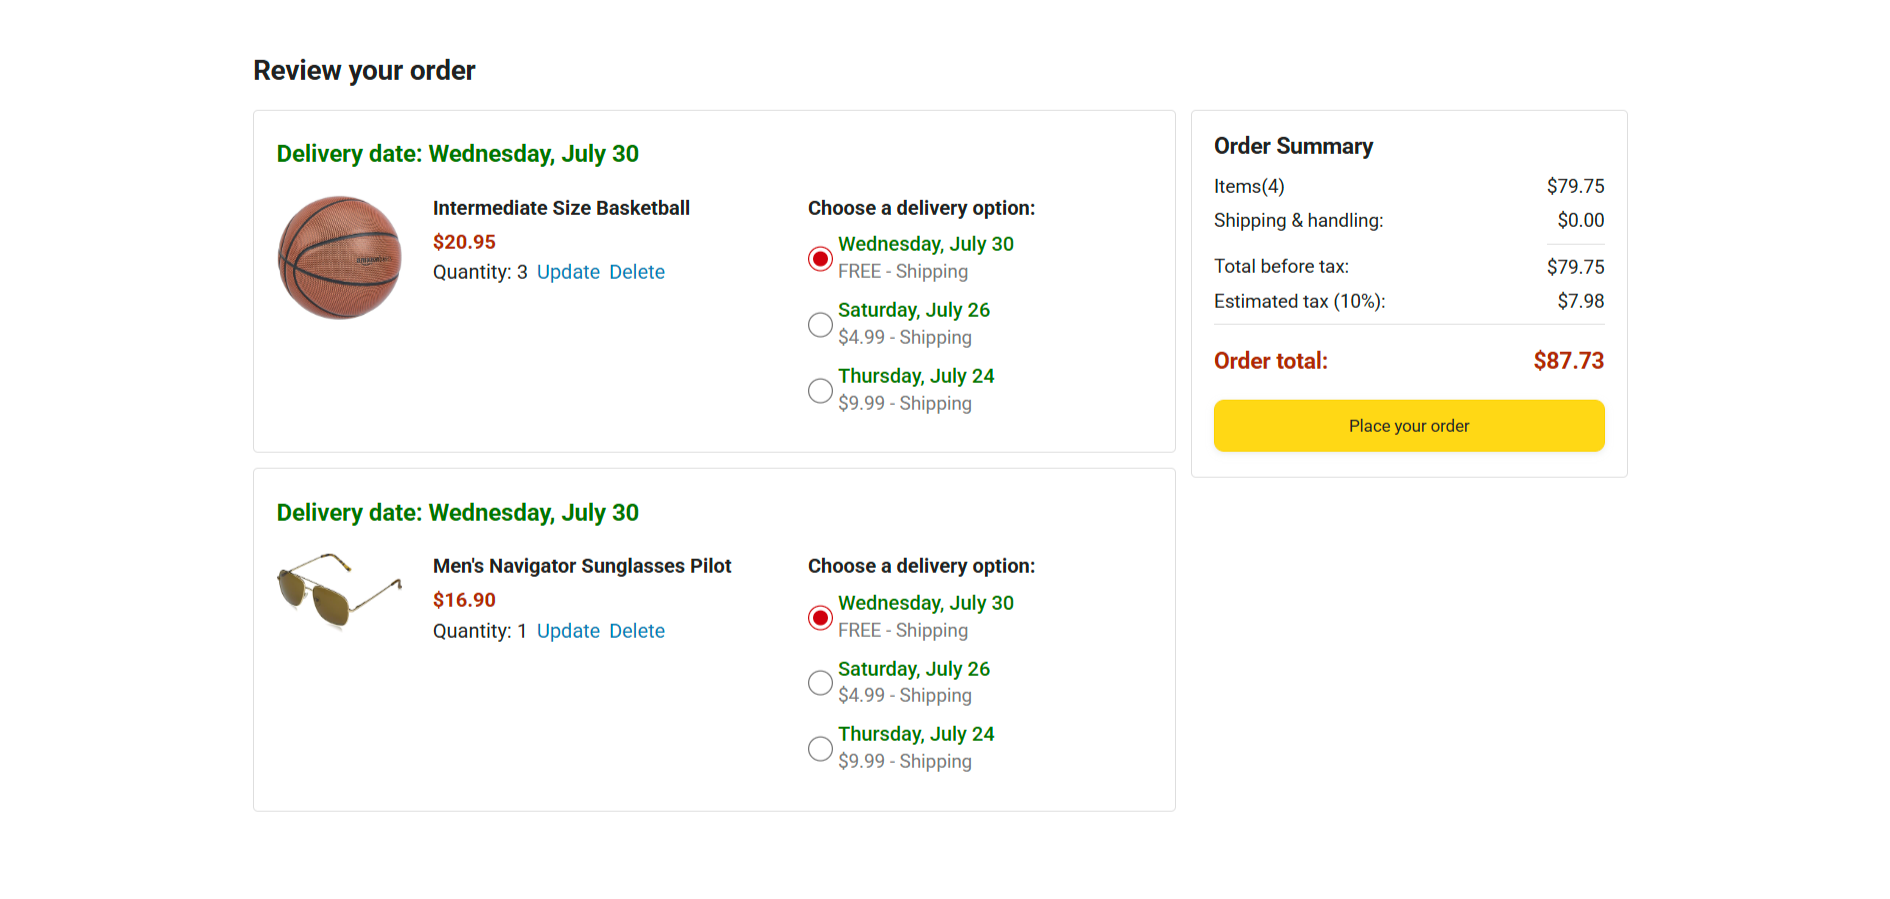 Review your order
Delivery date: Wednesday, July 30
Intermediate Size Basketball
$20.95
Quantity: 3 Update Delete
Choose a delivery option:
Wednesday, July 30
FREE - Shipping
Saturday, July 26
$4.99 - Shipping
Thursday, July 24
$9.99 - Shipping
Delivery date: Wednesday, July 30
Men's Navigator Sunglasses Pilot
$16.90
Quantity: 1 Update Delete
Choose a delivery option:
Wednesday, July 30
FREE - Shipping
Saturday, July 26
$4.99 - Shipping
Thursday, July 24
$9.99 - Shipping
Order Summary
Items(4) $79.75
Shipping & handling: $0.00
Total before tax: $79.75
Estimated tax (10%): $7.98
Order total: $87.73
Place your order